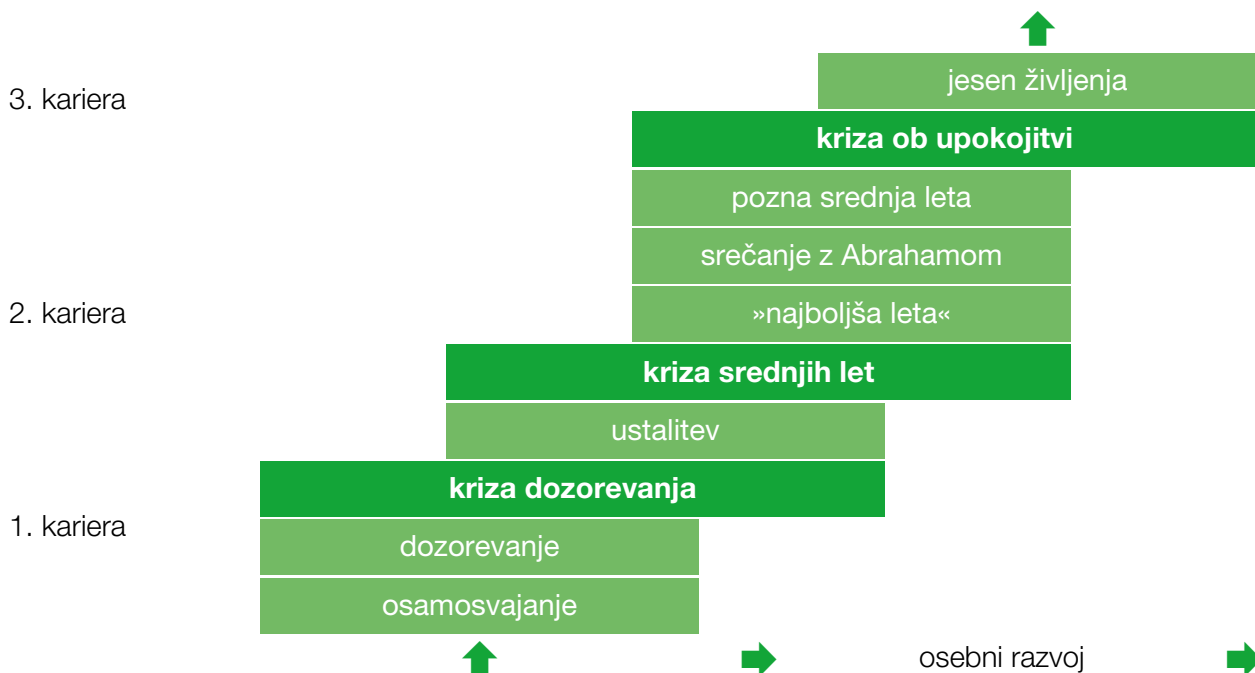 jesen življenja
3. kariera
kriza ob upokojitvi
pozna srednja leta
srečanje z Abrahamom
2. kariera
»najboljša leta«
kriza srednjih let
ustalitev
kriza dozorevanja
1. kariera
dozorevanje
osamosvajanje
osebni razvoj